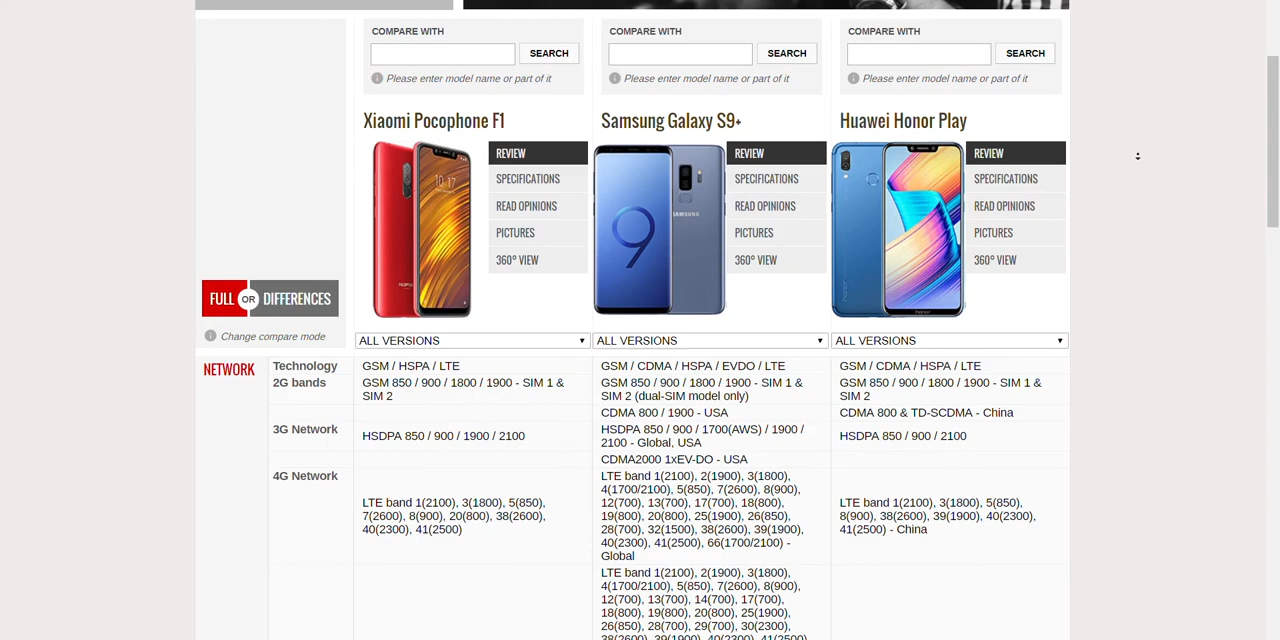 COMPARE WITH
SEARCH
Please enter model name or part of it
COMPARE WITH
SEARCH
Please enter model name or part of it
COMPARE WITH
SEARCH
Please enter model name or part of it
Xiaomi Pocophone F1
REVIEW
SPECIFICATIONS
READ OPINIONS
PICTURES
360° VIEW
Samsung Galaxy S9+
9
SAMSUNG
REVIEW
SPECIFICATIONS
READ OPINIONS
PICTURES
360° VIEW
Huawei Honor Play
honor
honor
REVIEW
SPECIFICATIONS
READ OPINIONS
PICTURES
360° VIEW
FULL OR DIFFERENCES
Change compare mode
ALL VERSIONS
ALL VERSIONS
ALL VERSIONS
NETWORK
Technology
GSM / HSPA / LTE
GSM / CDMA / HSPA / EVDO / LTE
GSM / CDMA / HSPA / LTE
2G bands
GSM 850 / 900 / 1800 / 1900 - SIM 1 &
SIM 2
GSM 850 / 900 / 1800 / 1900 - SIM 1 &
SIM 2 (dual-SIM model only)
GSM 850 / 900 / 1800 / 1900 - SIM 1 &
SIM 2
CDMA 800 / 1900 - USA
CDMA 800 & TD-SCDMA - China
3G Network
HSDPA 850 / 900 / 1900 / 2100
HSDPA 850 / 900 / 1700(AWS) / 1900 /
2100 - Global, USA
HSDPA 850 / 900 / 2100
CDMA2000 1xEV-DO - USA
4G Network
LTE band 1(2100), 3(1800), 5(850),
7(2600), 8(900), 20(800), 38(2600),
40(2300), 41(2500)
LTE band 1(2100), 2(1900), 3(1800),
4(1700/2100), 5(850), 7(2600), 8(900),
12(700), 13(700), 17(700), 18(800),
19(800), 20(800), 25(1900), 26(850),
28(700), 32(1500), 38(2600), 39(1900),
40(2300), 41(2500), 66(1700/2100) -
Global
LTE band 1(2100), 3(1800), 5(850),
8(900), 38(2600), 39(1900), 40(2300),
41(2500) - China
LTE band 1(2100), 2(1900), 3(1800),
4(1700/2100), 5(850), 7(2600), 8(900),
12(700), 13(700), 14(700), 17(700),
18(800), 19(800), 20(800), 25(1900),
26(850), 28(700), 29(700), 30(2300),
38(2600), 39(1900), 40(2300), 41(2500)